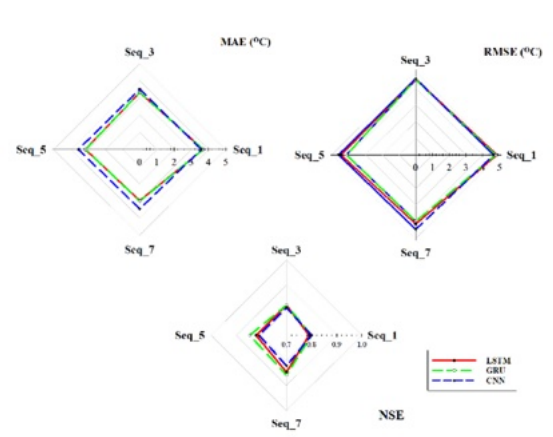 MAE (°C)
Seq_3
Seq_5
Seq_1
0 1 2 3 4 5
Seq_7
RMSE (°C)
Seq_3
Seq_5
Seq_1
0 1 2 3 4 5
Seq_7
Seq_3
Seq_5
Seq_1
0.7 0.8 0.9 1.0
Seq_7
NSE
LSTM
GRU
CNN